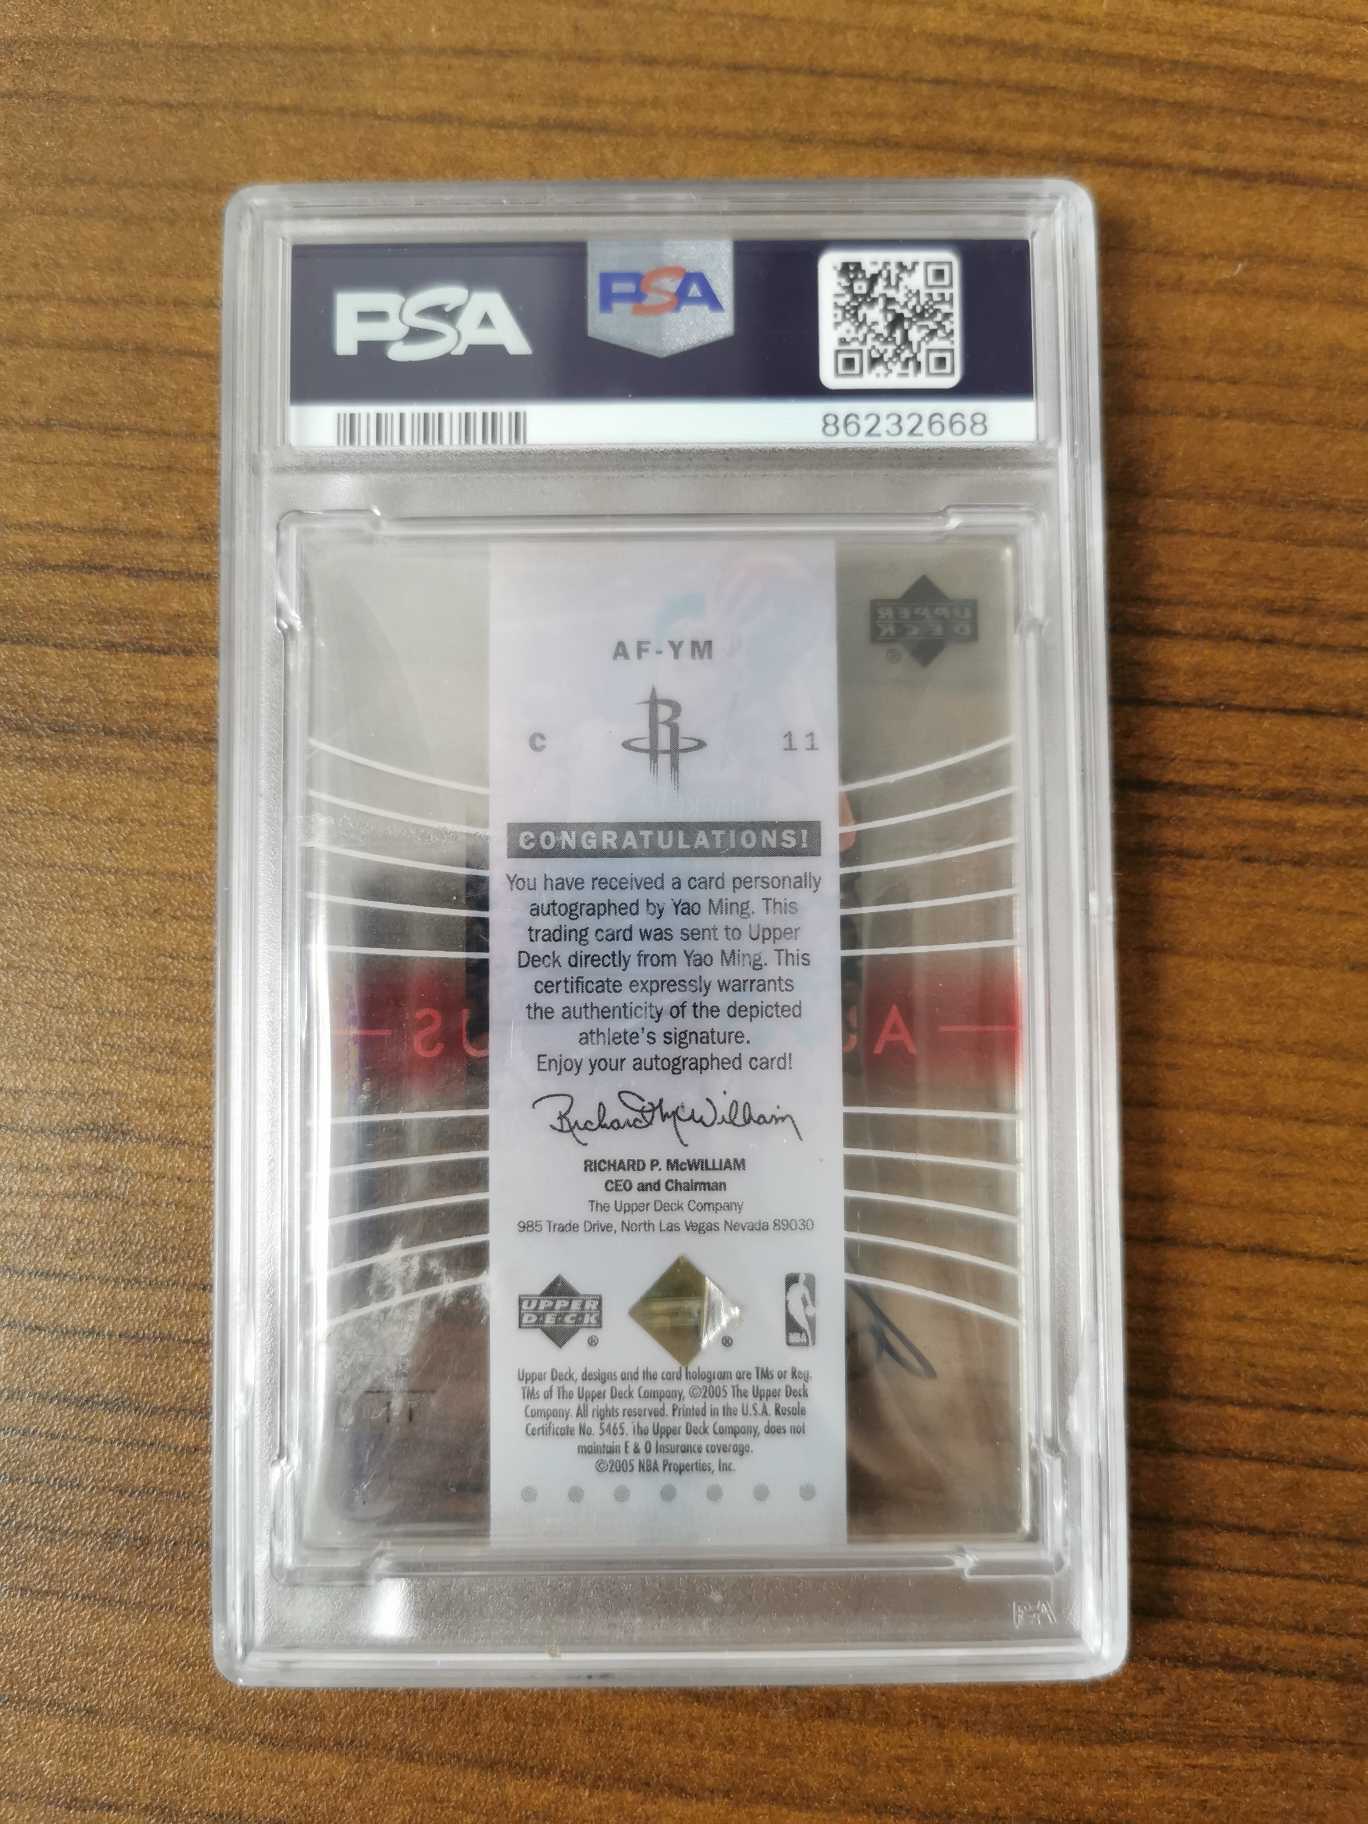 PSA
PSA
86232668
UPPER
DECK
®
AF-YM
C
11
CONGRATULATIONS!
You have received a card personally
autographed by Yao Ming. This
trading card was sent to Upper
Deck directly from Yao Ming. This
certificate expressly warrants
the authenticity of the depicted
athlete's signature.
Enjoy your autographed card!
Richard P. McWilliam
RICHARD P. McWILLIAM
CEO and Chairman
The Upper Deck Company
985 Trade Drive, North Las Vegas Nevada 89030
UPPER
D·E·C·K
®
®
NBA
Upper Deck, designs and the card hologram are TMs or Reg.
TMs of The Upper Deck Company, ©2005 The Upper Deck
Company. All rights reserved. Printed in the U.S.A. Resale
Certificate No. 5465. The Upper Deck Company, does not
maintain E & O Insurance coverage.
©2005 NBA Properties, Inc.
PSA